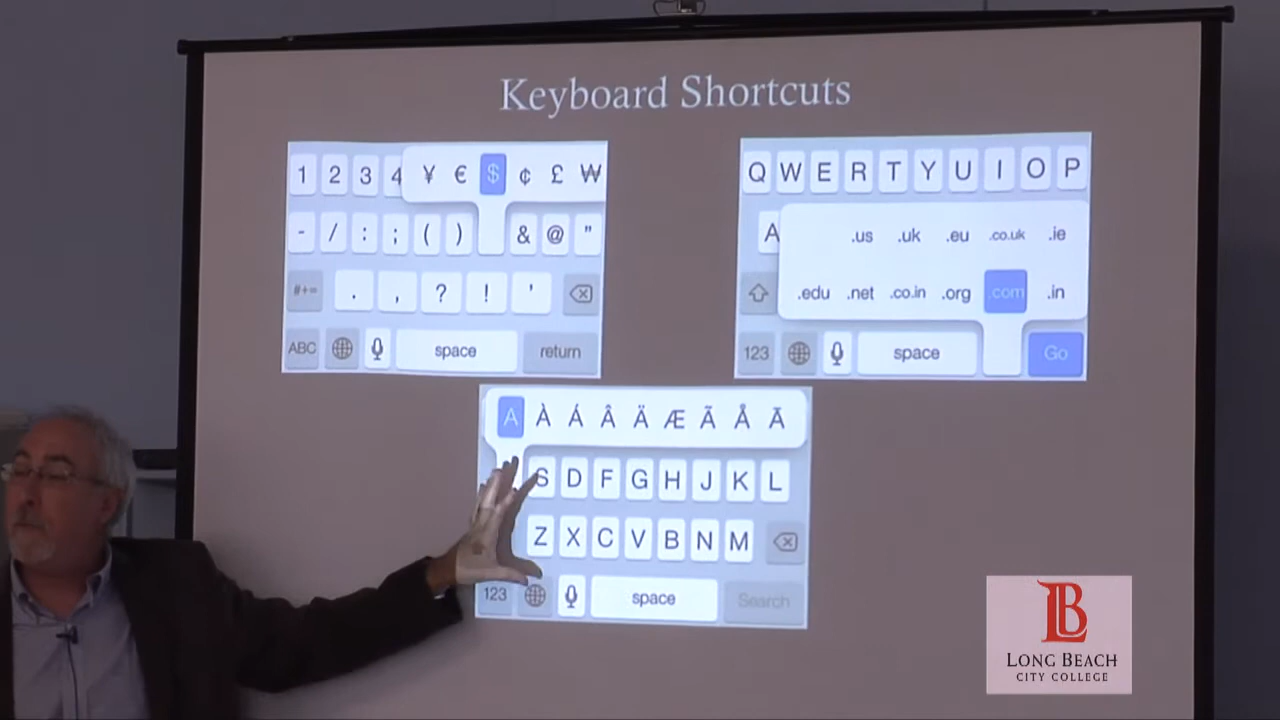 Keyboard Shortcuts
1 2 3 4 ¥ € $ ¢ £ ₩
- / : ; ( ) & @ "
#+= . , ? ! '
ABC space return
Q W E R T Y U I O P
A .us .uk .eu .co.uk .ie
.edu .net .co.in .org .com .in
123 space Go
A À Á Â Ä Æ Ã Å Ā
S D F G H J K L
Z X C V B N M
123 space Search
LB
LONG BEACH
CITY COLLEGE